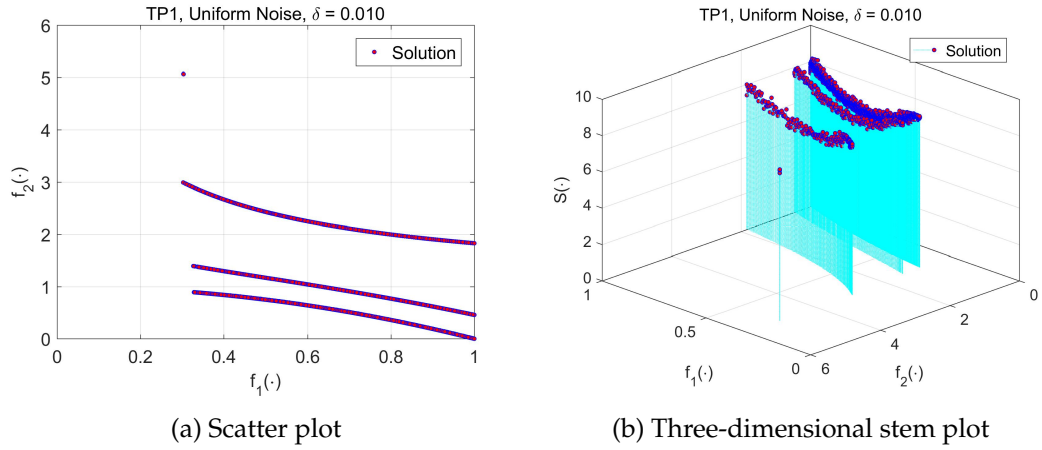 TP1, Uniform Noise, δ = 0.010
6
5
4
3
2
1
0
f₂(·)
0
0.2
0.4
0.6
0.8
1
f₁(·)
Solution
(a) Scatter plot
TP1, Uniform Noise, δ = 0.010
Solution
10
8
6
4
2
0
S(·)
1
0.5
0
f₁(·)
6
4
2
0
f₂(·)
(b) Three-dimensional stem plot